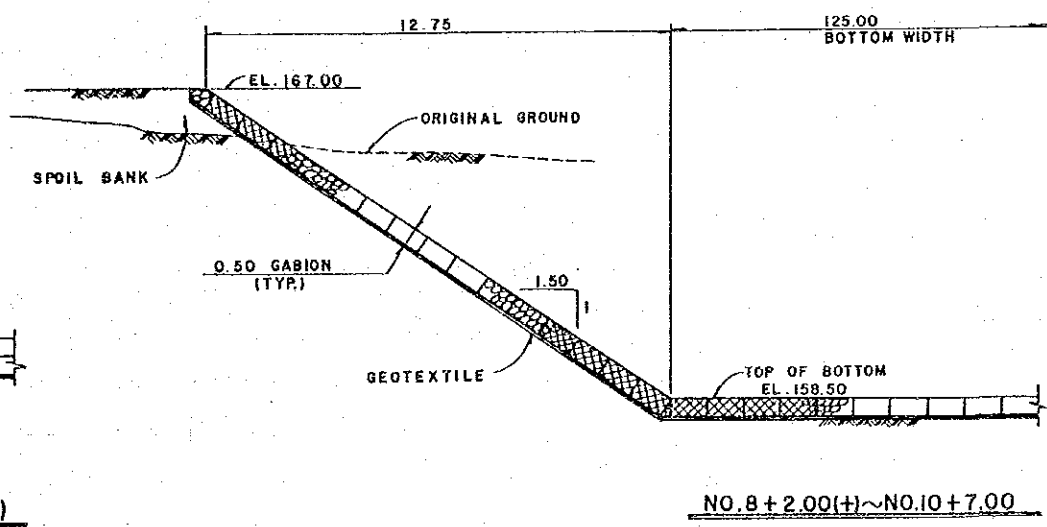 12.75
125.00
BOTTOM WIDTH
EL.167.00
ORIGINAL GROUND
SPOIL BANK
0.50 GABION
(TYP.)
1.50
1
GEOTEXTILE
TOP OF BOTTOM
EL.158.50
)
NO.8+2.00(+)~NO.10+7.00